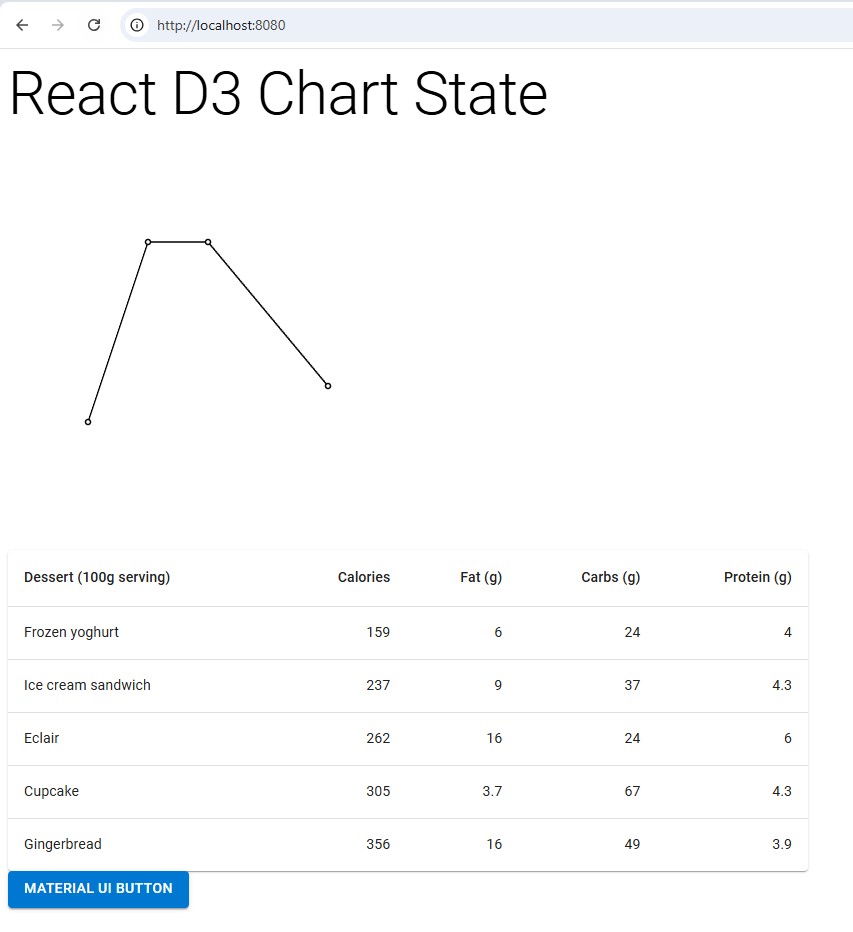 http://localhost:8080
React D3 Chart State
Dessert (100g serving) Calories Fat (g) Carbs (g) Protein (g)
Frozen yoghurt 159 6 24 4
Ice cream sandwich 237 9 37 4.3
Eclair 262 16 24 6
Cupcake 305 3.7 67 4.3
Gingerbread 356 16 49 3.9
MATERIAL UI BUTTON